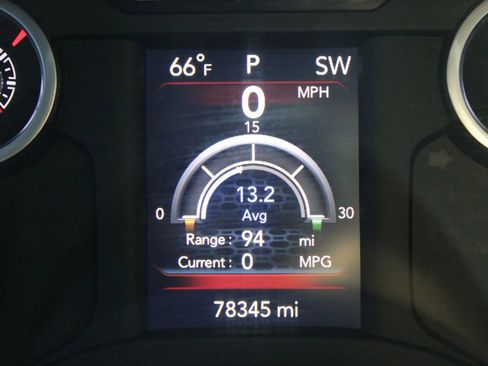 66°F P SW
0 MPH
15
13.2
0 Avg 30
Range : 94 mi
Current : 0 MPG
78345 mi